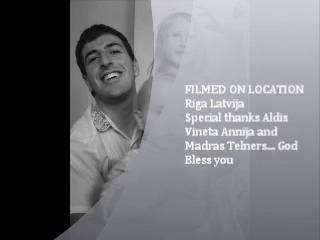 FILMED ON LOCATION
Riga Latvija
Special thanks Aldis
Vineta Annija and
Madras Telners.... God
Bless you